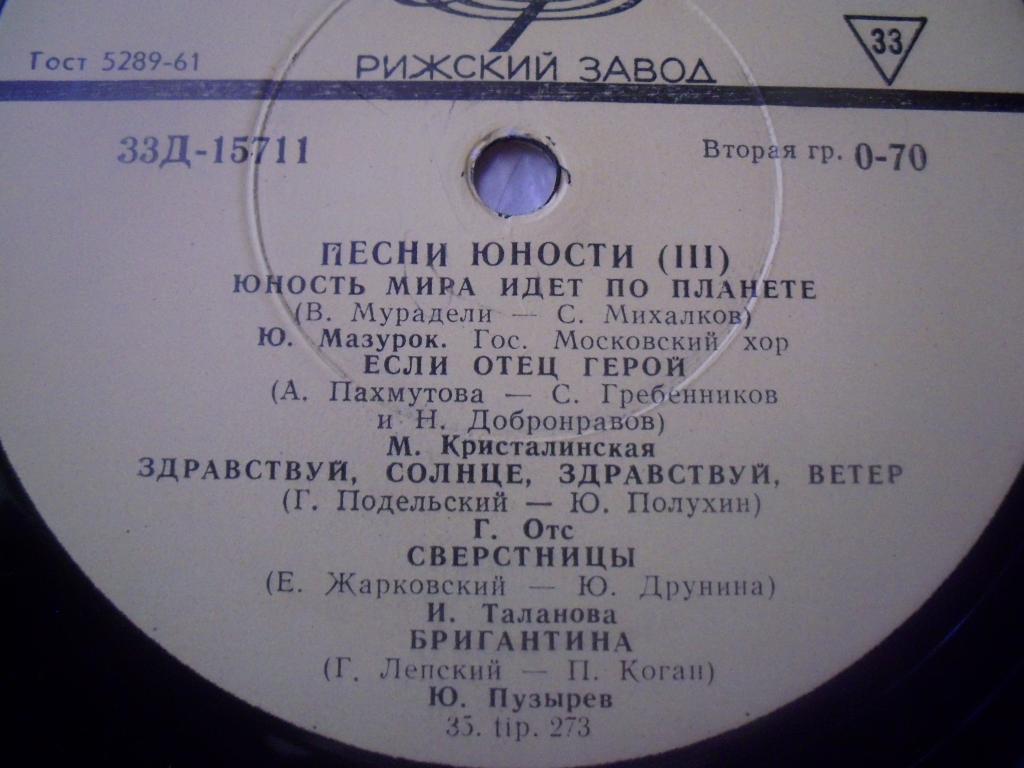 Гост 5289-61
РИЖСКИЙ ЗАВОД
33
33Д-15711
Вторая гр. 0-70
ПЕСНИ ЮНОСТИ (III)
ЮНОСТЬ МИРА ИДЕТ ПО ПЛАНЕТЕ
(В. Мурадели — С. Михалков)
Ю. Мазурок. Гос. Московский хор
ЕСЛИ ОТЕЦ ГЕРОЙ
(А. Пахмутова — С. Гребенников
и Н. Добронравов)
М. Кристалинская
ЗДРАВСТВУЙ, СОЛНЦЕ, ЗДРАВСТВУЙ, ВЕТЕР
(Г. Подельский — Ю. Полухин)
Г. Отс
СВЕРСТНИЦЫ
(Е. Жарковский — Ю. Друнина)
И. Таланова
БРИГАНТИНА
(Г. Лепский — П. Коган)
Ю. Пузырев
35. tip. 273